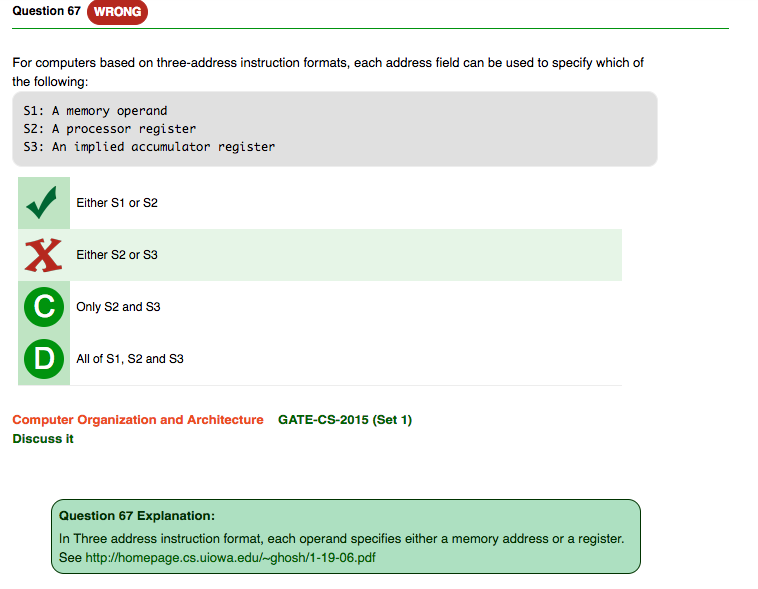 Question 67 WRONG
For computers based on three-address instruction formats, each address field can be used to specify which of
the following:
S1: A memory operand
S2: A processor register
S3: An implied accumulator register
Either S1 or S2
Either S2 or S3
C Only S2 and S3
D All of S1, S2 and S3
Computer Organization and Architecture GATE-CS-2015 (Set 1)
Discuss it
Question 67 Explanation:
In Three address instruction format, each operand specifies either a memory address or a register.
See http://homepage.cs.uiowa.edu/~ghosh/1-19-06.pdf